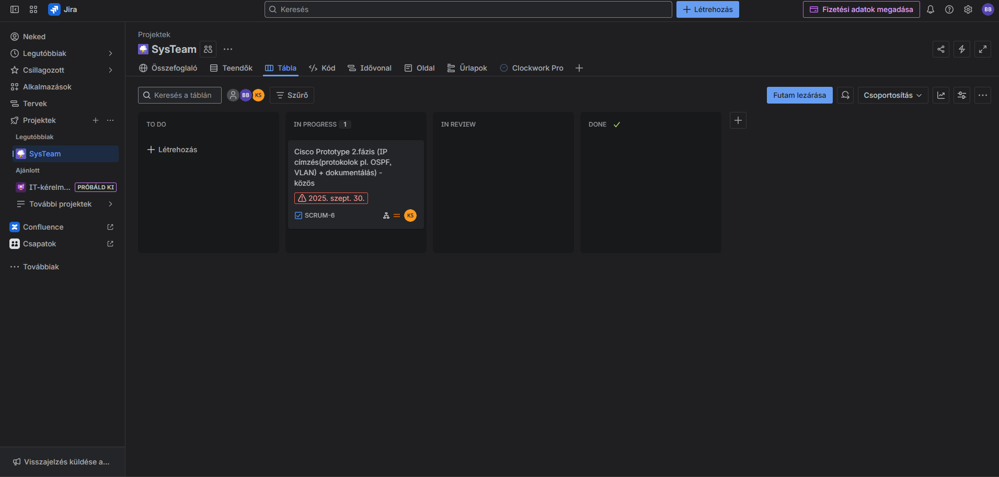 Jira
Keresés
Létrehozás
Fizetési adatok megadása
BB
Neked
Legutóbbiak
Csillagozott
Alkalmazások
Tervek
Projektek
Legutóbbiak
SysTeam
Ajánlott
IT-kérelm... PRÓBÁLD KI
További projektek
Confluence
Csapatok
Továbbiak
Visszajelzés küldése a...
Projektek
SysTeam
Összefoglaló
Teendők
Tábla
Kód
Idővonal
Oldal
Űrlapok
Clockwork Pro
Keresés a táblán
BB
KS
Szűrő
Futam lezárása
Csoportosítás
TO DO
Létrehozás
IN PROGRESS 1
Cisco Prototype 2.fázis (IP
címzés(protokolok pl. OSPF,
VLAN) + dokumentálás) -
közös
2025. szept. 30.
SCRUM-6
KS
IN REVIEW
DONE